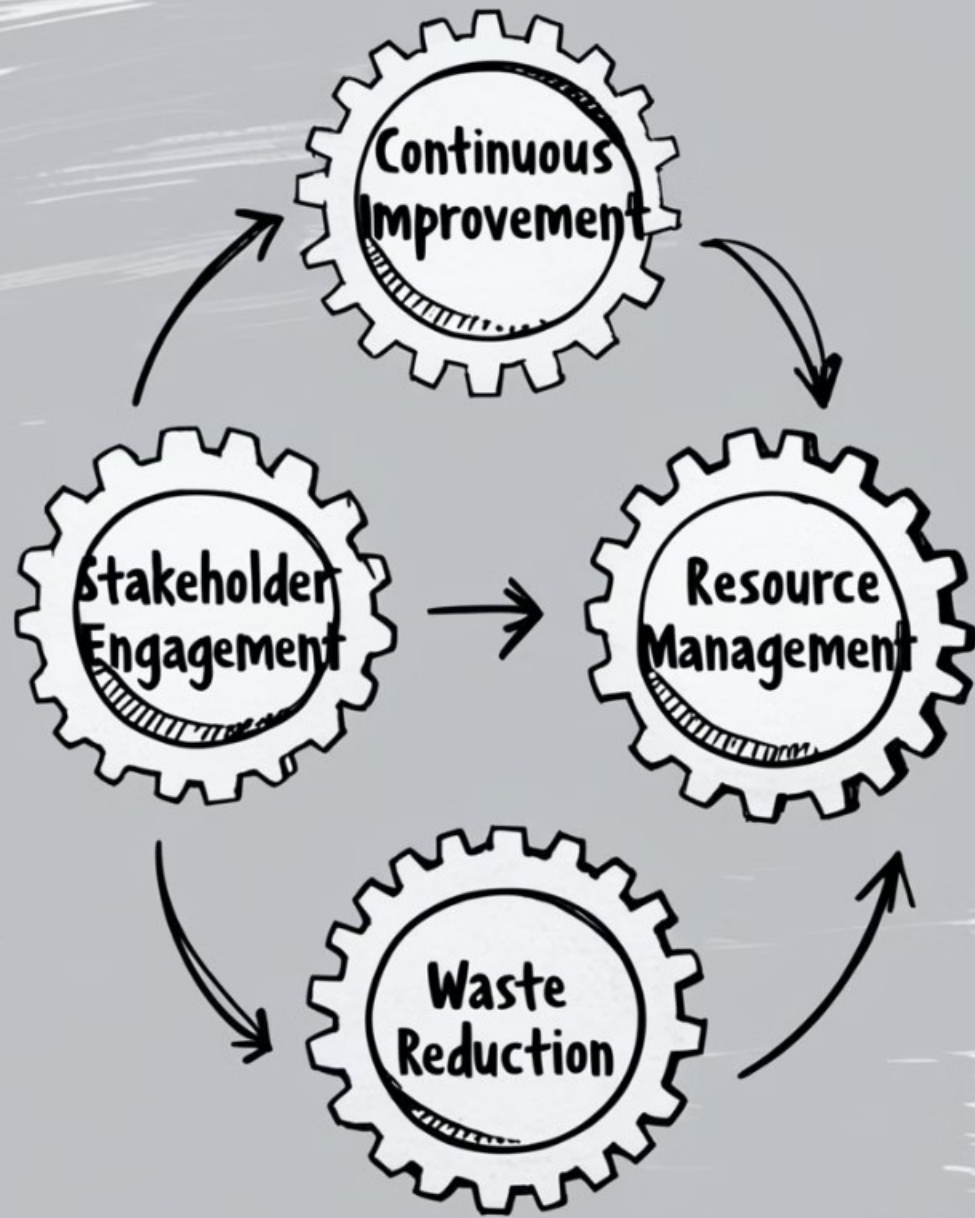 Continuous
Improvement
Stakeholder
Engagement
Resource
Management
Waste
Reduction